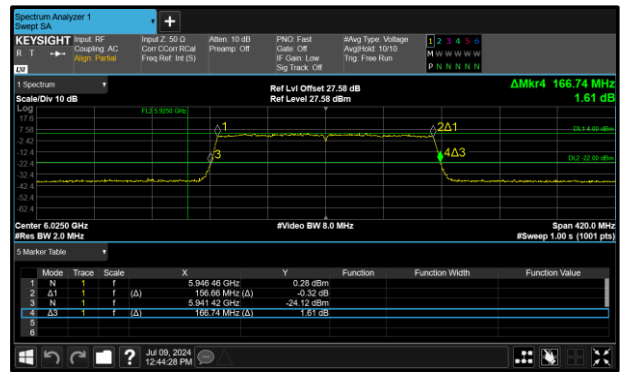 Spectrum Analyzer 1
Swept SA
+
KEYSIGHT Input: RF Input Z: 50 Ω Atten: 10 dB PNO: Fast #Avg Type: Voltage 1 2 3 4 5 6
R T Coupling: AC Corr CCorr RCal Preamp: Off Gate: Off Avg|Hold: 10/10 M W W W W W
Align: Partial Freq Ref: Int (S) IF Gain: Low Trig: Free Run P N N N N N
LXI Sig Track: Off
1 Spectrum Ref Lvl Offset 27.58 dB ΔMkr4 166.74 MHz
Scale/Div 10 dB Ref Level 27.58 dBm 1.61 dB
Log
17.6 FL2 5.9250 GHz
7.58 1 2Δ1 DL1 4.00 dBm
-2.42
-12.4 3 4Δ3
-22.4 DL2 -22.00 dBm
-32.4
-42.4
-52.4
-62.4
Center 6.0250 GHz #Video BW 8.0 MHz Span 420.0 MHz
#Res BW 2.0 MHz #Sweep 1.00 s (1001 pts)
5 Marker Table
Mode Trace Scale X Y Function Function Width Function Value
1 N 1 f 5.946 46 GHz 0.28 dBm
2 Δ1 1 f (Δ) 156.66 MHz (Δ) -0.32 dB
3 N 1 f 5.941 42 GHz -24.12 dBm
4 Δ3 1 f (Δ) 166.74 MHz (Δ) 1.61 dB
5
6
? Jul 09, 2024
12:44:28 PM